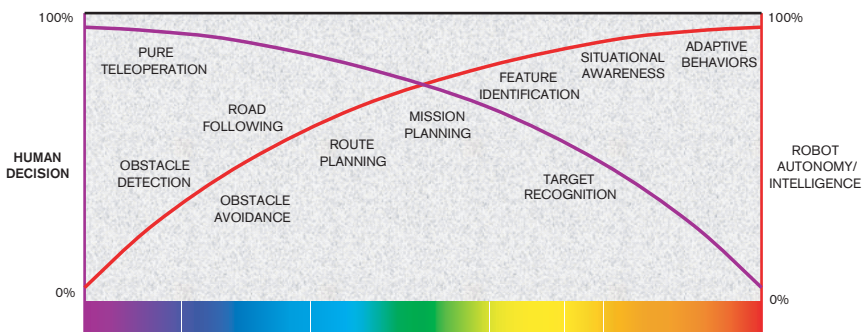 100%
100%
PURE
TELEOPERATION
ADAPTIVE
BEHAVIORS
SITUATIONAL
AWARENESS
FEATURE
IDENTIFICATION
ROAD
FOLLOWING
MISSION
PLANNING
ROUTE
PLANNING
HUMAN
DECISION
OBSTACLE
DETECTION
ROBOT
AUTONOMY/
INTELLIGENCE
TARGET
RECOGNITION
OBSTACLE
AVOIDANCE
0%
0%